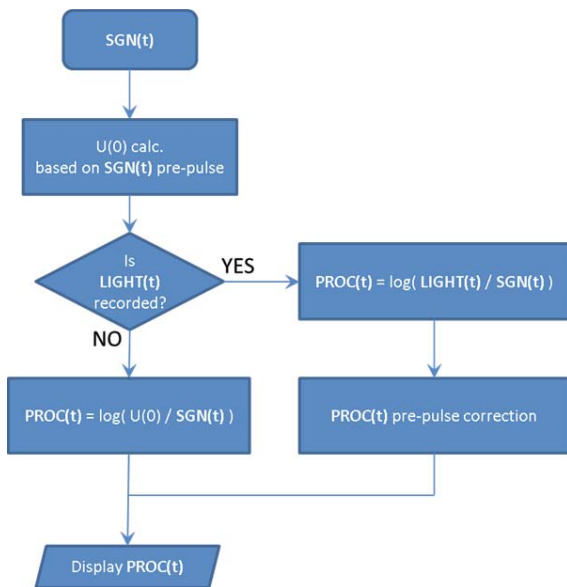 SGN(t)
U(0) calc.
based on SGN(t) pre-pulse
Is
LIGHT(t)
recorded?
YES
PROC(t) = log( LIGHT(t) / SGN(t) )
NO
PROC(t) = log( U(0) / SGN(t) )
PROC(t) pre-pulse correction
Display PROC(t)